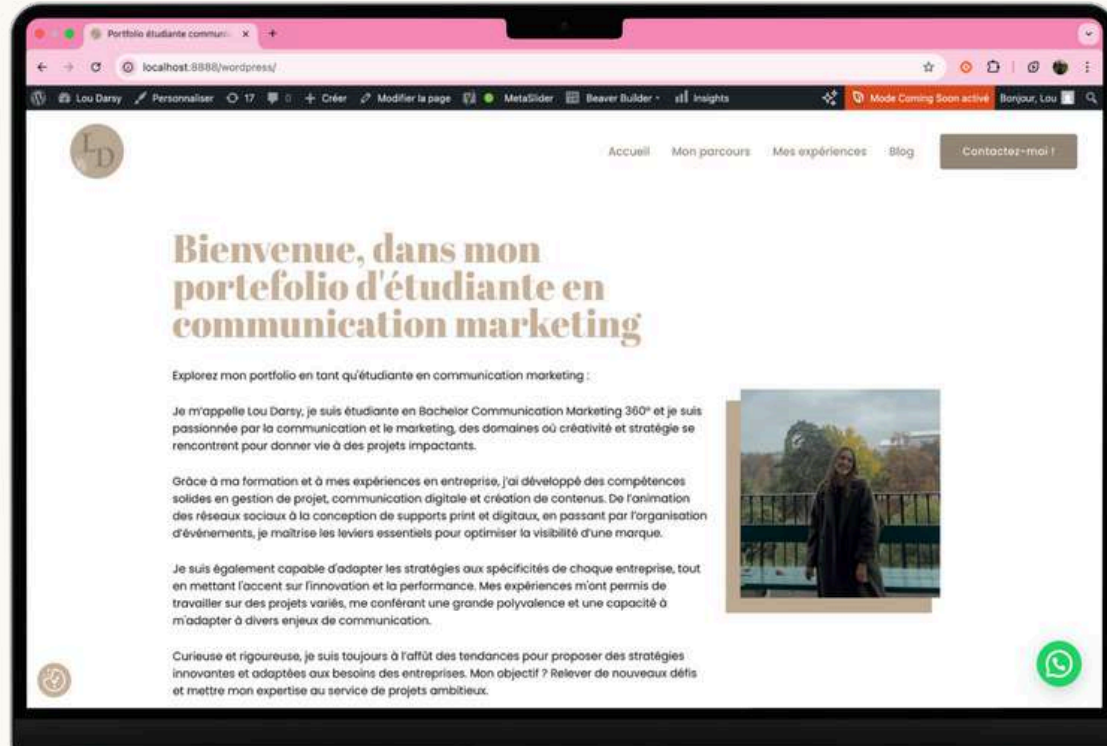 Portfolio étudiante communi
localhost:8888/wordpress/
Lou Darsy Personnaliser 17 0 Créer Modifier la page MetaSlider Beaver Builder Insights Mode Coming Soon activé Bonjour, Lou
LD
Accueil Mon parcours Mes expériences Blog Contactez-moi !
Bienvenue, dans mon
portefolio d'étudiante en
communication marketing
Explorez mon portfolio en tant qu'étudiante en communication marketing :
Je m'appelle Lou Darsy, je suis étudiante en Bachelor Communication Marketing 360° et je suis
passionnée par la communication et le marketing, des domaines où créativité et stratégie se
rencontrent pour donner vie à des projets impactants.
Grâce à ma formation et à mes expériences en entreprise, j'ai développé des compétences
solides en gestion de projet, communication digitale et création de contenus. De l'animation
des réseaux sociaux à la conception de supports print et digitaux, en passant par l'organisation
d'événements, je maîtrise les leviers essentiels pour optimiser la visibilité d'une marque.
Je suis également capable d'adapter les stratégies aux spécificités de chaque entreprise, tout
en mettant l'accent sur l'innovation et la performance. Mes expériences m'ont permis de
travailler sur des projets variés, me conférant une grande polyvalence et une capacité à
m'adapter à divers enjeux de communication.
Curieuse et rigoureuse, je suis toujours à l'affût des tendances pour proposer des stratégies
innovantes et adaptées aux besoins des entreprises. Mon objectif ? Relever de nouveaux défis
et mettre mon expertise au service de projets ambitieux.